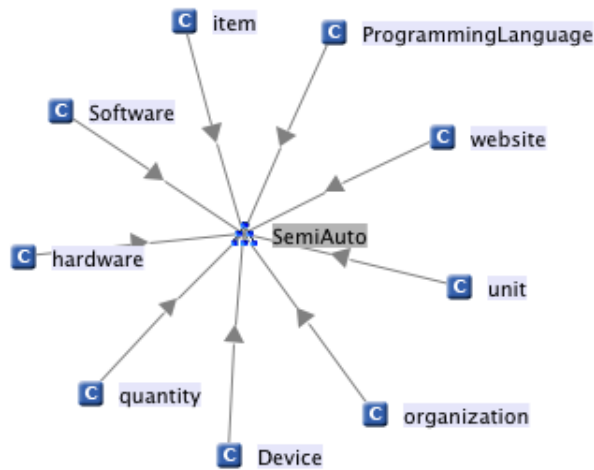 C item
C ProgrammingLanguage
C Software
C website
SemiAuto
C hardware
C unit
C quantity
C organization
C Device